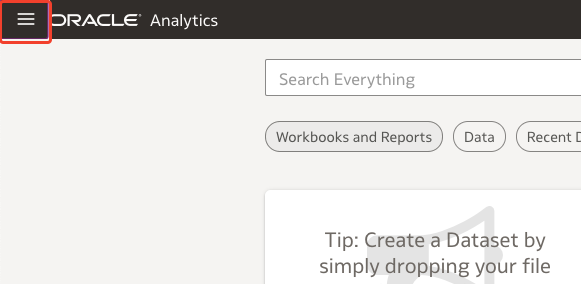 ORACLE Analytics
Search Everything
Workbooks and Reports
Data
Recent D
Tip: Create a Dataset by
simply dropping your file